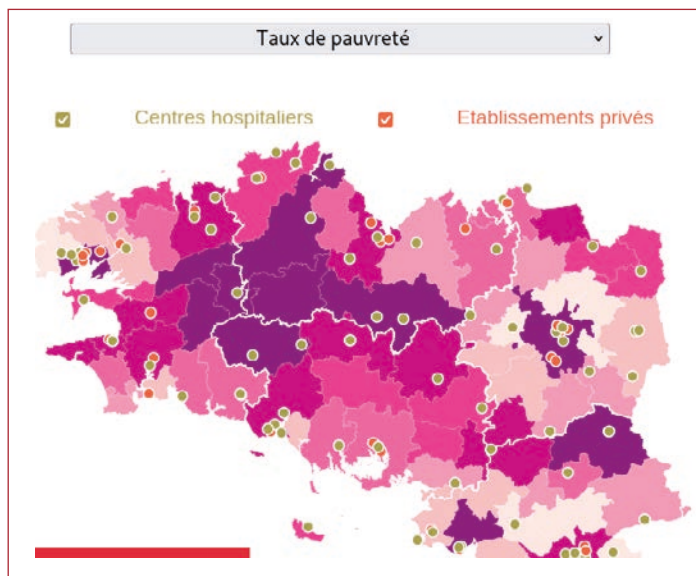 Taux de pauvreté
Centres hospitaliers
Etablissements privés